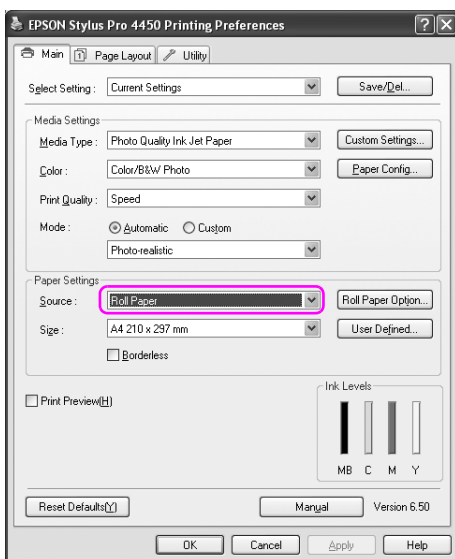 EPSON Stylus Pro 4450 Printing Preferences
Main Page Layout Utility
Select Setting : Current Settings Save/Del...
Media Settings
Media Type : Photo Quality Ink Jet Paper Custom Settings...
Color : Color/B&W Photo Paper Config...
Print Quality : Speed
Mode : Automatic Custom
Photo-realistic
Paper Settings
Source : Roll Paper Roll Paper Option...
Size : A4 210 x 297 mm User Defined...
Borderless
Print Preview(H)
Ink Levels
MB C M Y
Reset Defaults(Y) Manual Version 6.50
OK Cancel Apply Help